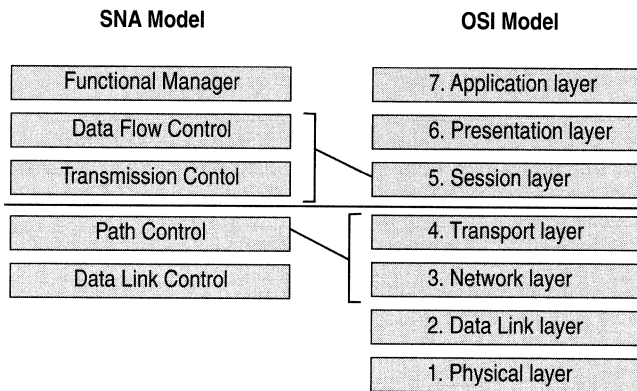 SNA Model
OSI Model
Functional Manager
7. Application layer
Data Flow Control
6. Presentation layer
Transmission Contol
5. Session layer
Path Control
4. Transport layer
Data Link Control
3. Network layer
2. Data Link layer
1. Physical layer